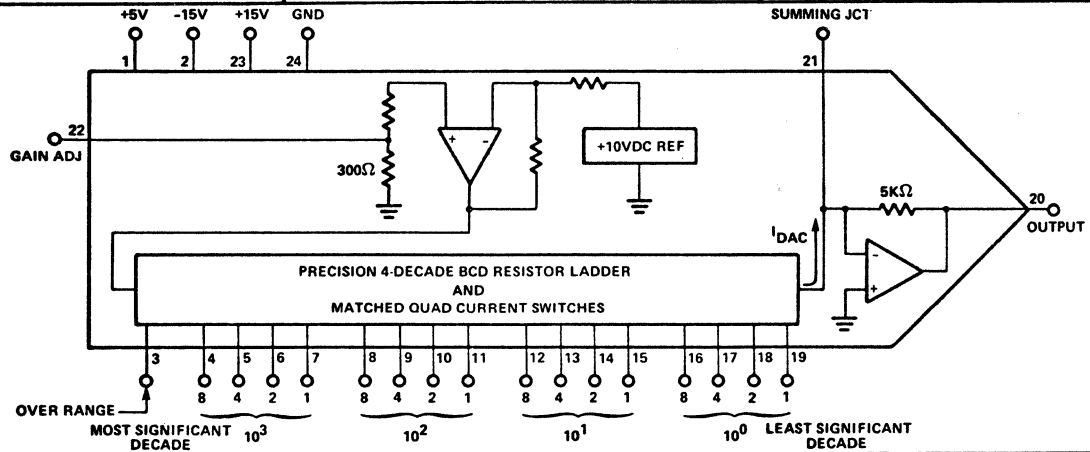 +5V -15V +15V GND SUMMING JCT
1 2 23 24 21
22
GAIN ADJ
300Ω
+ -
+10VDC REF
5KΩ
20
OUTPUT
I DAC
-
+
PRECISION 4-DECADE BCD RESISTOR LADDER
AND
MATCHED QUAD CURRENT SWITCHES
3 4 5 6 7 8 9 10 11 12 13 14 15 16 17 18 19
8 4 2 1 8 4 2 1 8 4 2 1 8 4 2 1
OVER RANGE
MOST SIGNIFICANT
DECADE
10³ 10² 10¹ 10⁰
LEAST SIGNIFICANT
DECADE